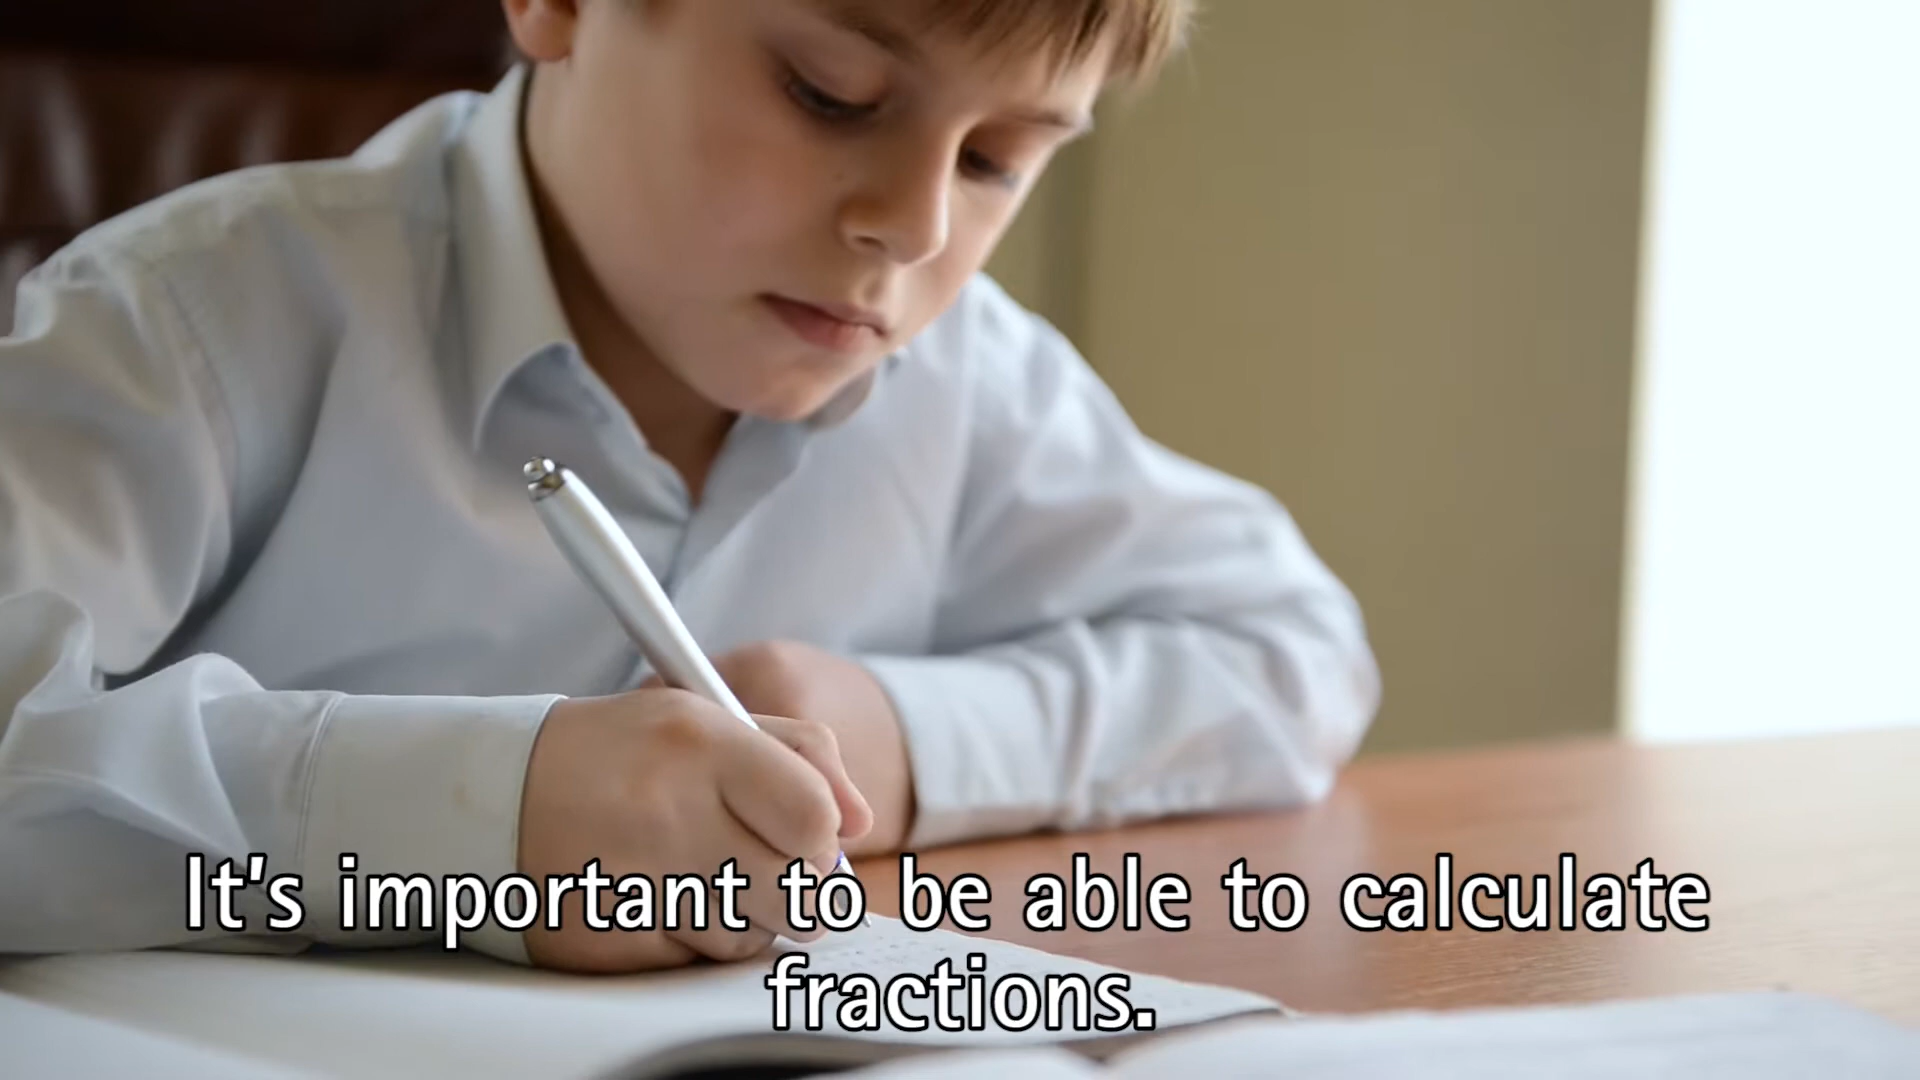 It's important to be able to calculate
fractions.